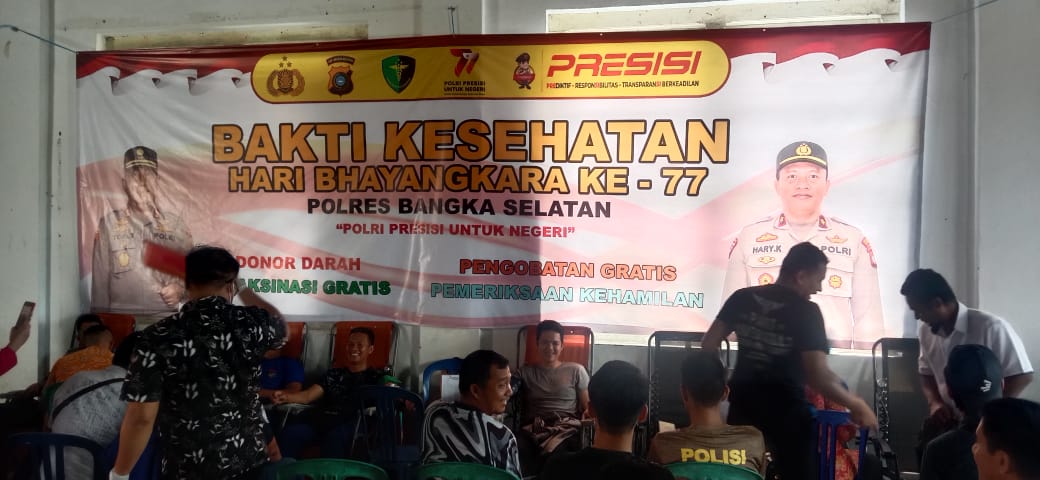 77
POLRI PRESISI
UNTUK NEGERI
PRESISI
PREDIKTIF - RESPONSIBILITAS - TRANSPARANSI BERKEADILAN
BAKTI KESEHATAN
HARI BHAYANGKARA KE - 77
POLRES BANGKA SELATAN
"POLRI PRESISI UNTUK NEGERI"
DONOR DARAH
AKSINASI GRATIS
PENGOBATAN GRATIS
PEMERIKSAAN KEHAMILAN
HARY.K
POLRI
POLRI
POLISI